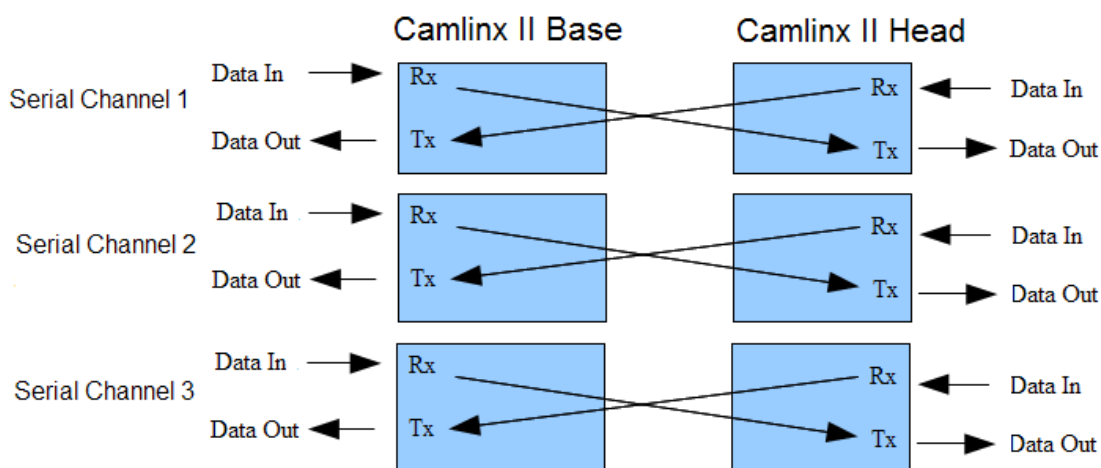 Camlinx II Base
Camlinx II Head
Serial Channel 1
Data In
Rx
Rx
Data In
Data Out
Tx
Tx
Data Out
Serial Channel 2
Data In
Rx
Rx
Data In
Data Out
Tx
Tx
Data Out
Serial Channel 3
Data In
Rx
Rx
Data In
Data Out
Tx
Tx
Data Out